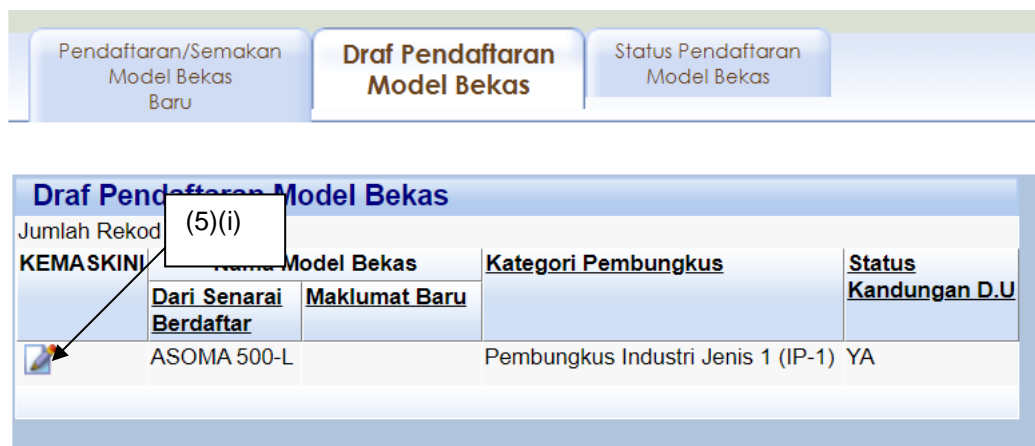 Pendaftaran/Semakan
Model Bekas
Baru
Draf Pendaftaran
Model Bekas
Status Pendaftaran
Model Bekas
Draf Pendaftaran Model Bekas
Jumlah Rekod
(5)(i)
KEMASKINI
Nama Model Bekas
Kategori Pembungkus
Status
Kandungan D.U
Dari Senarai
Berdaftar
Maklumat Baru
ASOMA 500-L
Pembungkus Industri Jenis 1 (IP-1)
YA